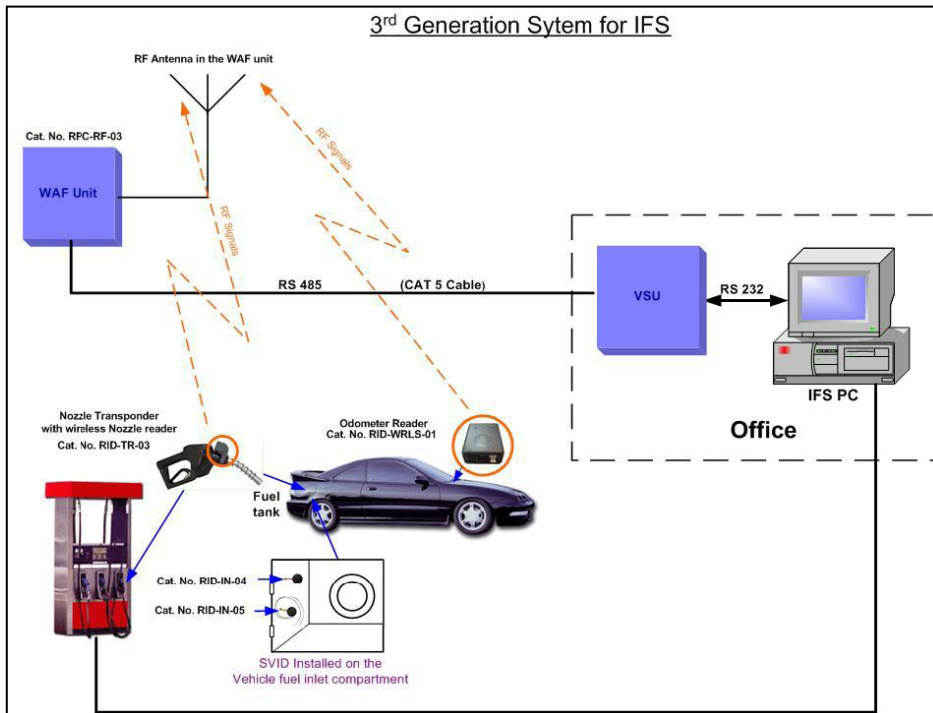 3rd Generation Sytem for IFS
RF Antenna in the WAF unit
Cat. No. RPC-RF-03
WAF Unit
RF Signals
RF Signals
RS 485 (CAT 5 Cable)
VSU
RS 232
IFS PC
Office
Nozzle Transponder
with wireless Nozzle reader
Cat. No. RID-TR-03
Odometer Reader
Cat. No. RID-WRLS-01
Fuel
tank
Cat. No. RID-IN-04
Cat. No. RID-IN-05
SVID Installed on the
Vehicle fuel inlet compartment